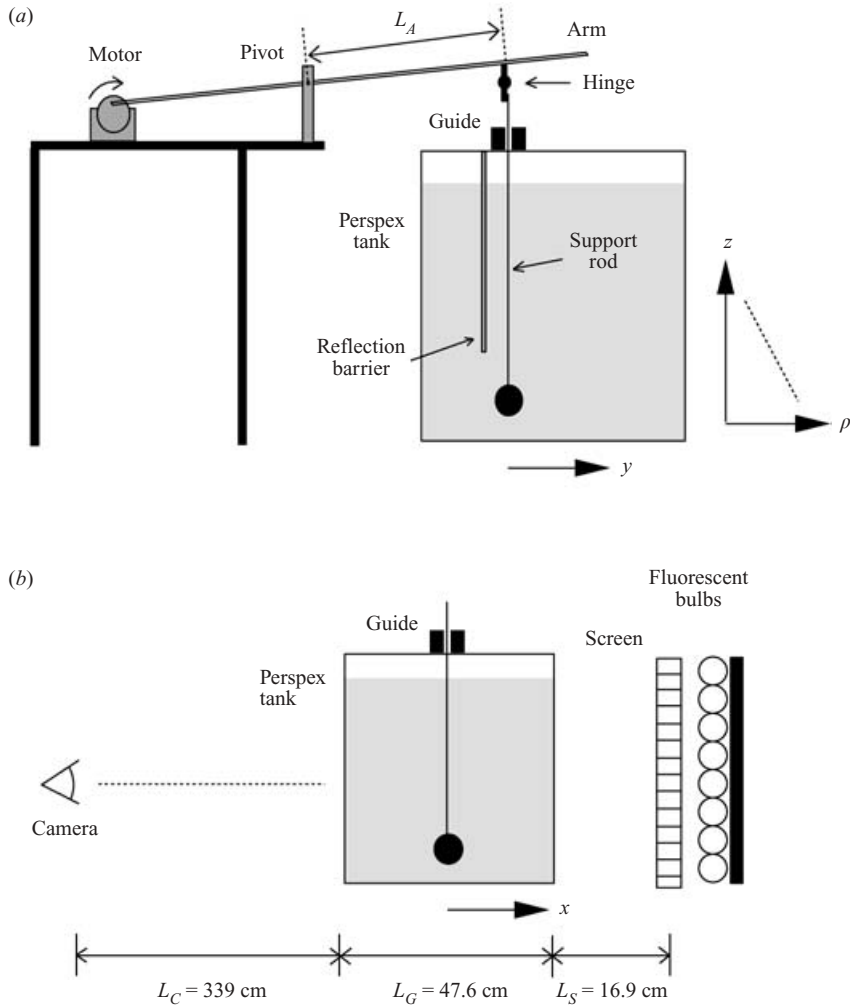 (a)
L_A
Arm
Pivot
Motor
Hinge
Guide
Perspex
tank
Support
rod
z
Reflection
barrier
ρ
y
(b)
Fluorescent
bulbs
Guide
Screen
Perspex
tank
Camera
x
L_C = 339 cm
L_G = 47.6 cm
L_S = 16.9 cm